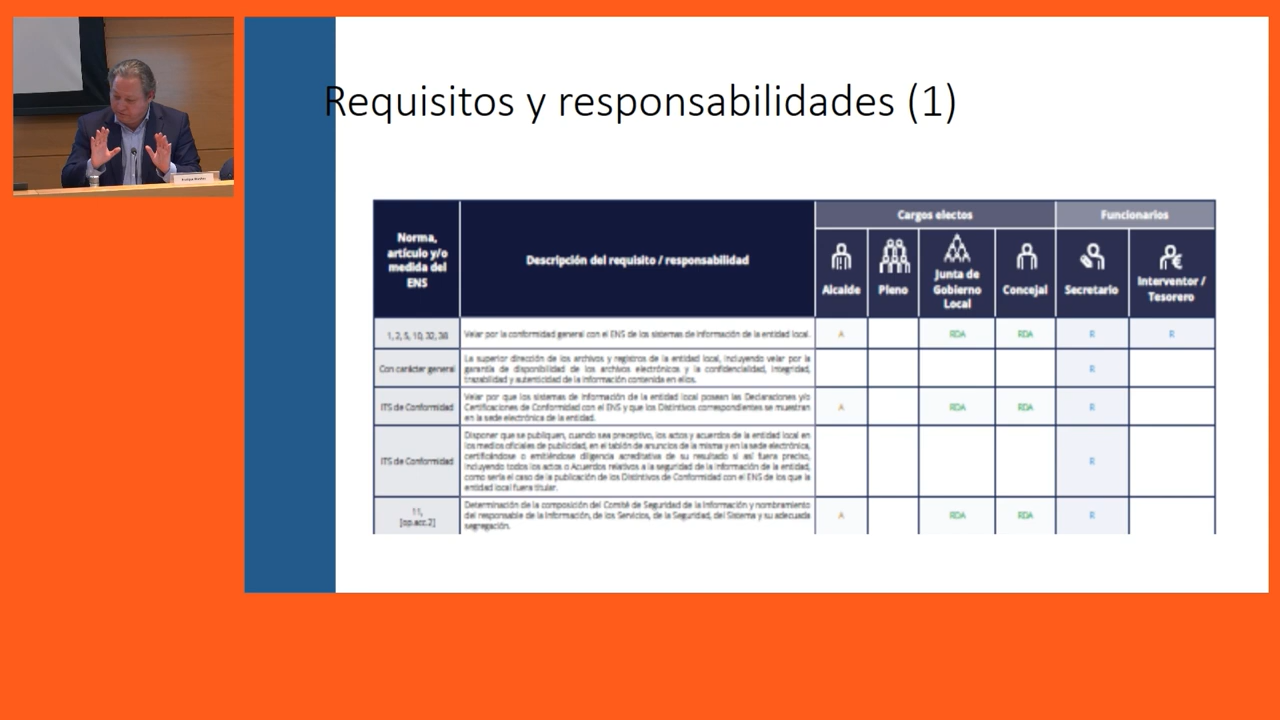 Requisitos y responsabilidades (1)
Norma,
artículo y/o
medida del
ENS
Descripción del requisito / responsabilidad
Cargos electos
Funcionarios
Alcalde
Pleno
Junta de
Gobierno
Local
Concejal
Secretario
Interventor /
Tesorero
Velar por la conformidad general con el ENS de los sistemas de información de la entidad local.
A
RDA
RDA
R
R
Con carácter general
La superior dirección de los archivos y registros de la entidad local, incluyendo velar por la
garantía de disponibilidad de los archivos electrónicos y la confidencialidad, integridad,
trazabilidad y autenticidad de la información contenida en ellos.
R
ITS de Conformidad
Velar por que los sistemas de información de la entidad local posean las Declaraciones y/o
Certificaciones de Conformidad con el ENS y que los Distintivos correspondientes se muestran
en la sede electrónica de la entidad.
A
RDA
RDA
R
ITS de Conformidad
Disponer que se publiquen, cuando sea preceptivo, los actos y acuerdos de la entidad local en
los medios oficiales de publicidad, en el tablón de anuncios de la misma y en la sede electrónica,
certificándose o emitiéndose diligencia acreditativa de su resultado si así fuera preciso,
incluyendo todos los actos o Acuerdos relativos a la seguridad de la información de la entidad,
como sería el caso de la publicación de los Distintivos de Conformidad con el ENS de los que la
entidad local fuera titular.
R
11,
[op.acc.2]
Determinación de la composición del Comité de Seguridad de la Información y nombramiento
del responsable de la Información, de los Servicios, de la Seguridad, del Sistema y su adecuada
segregación.
A
RDA
RDA
R